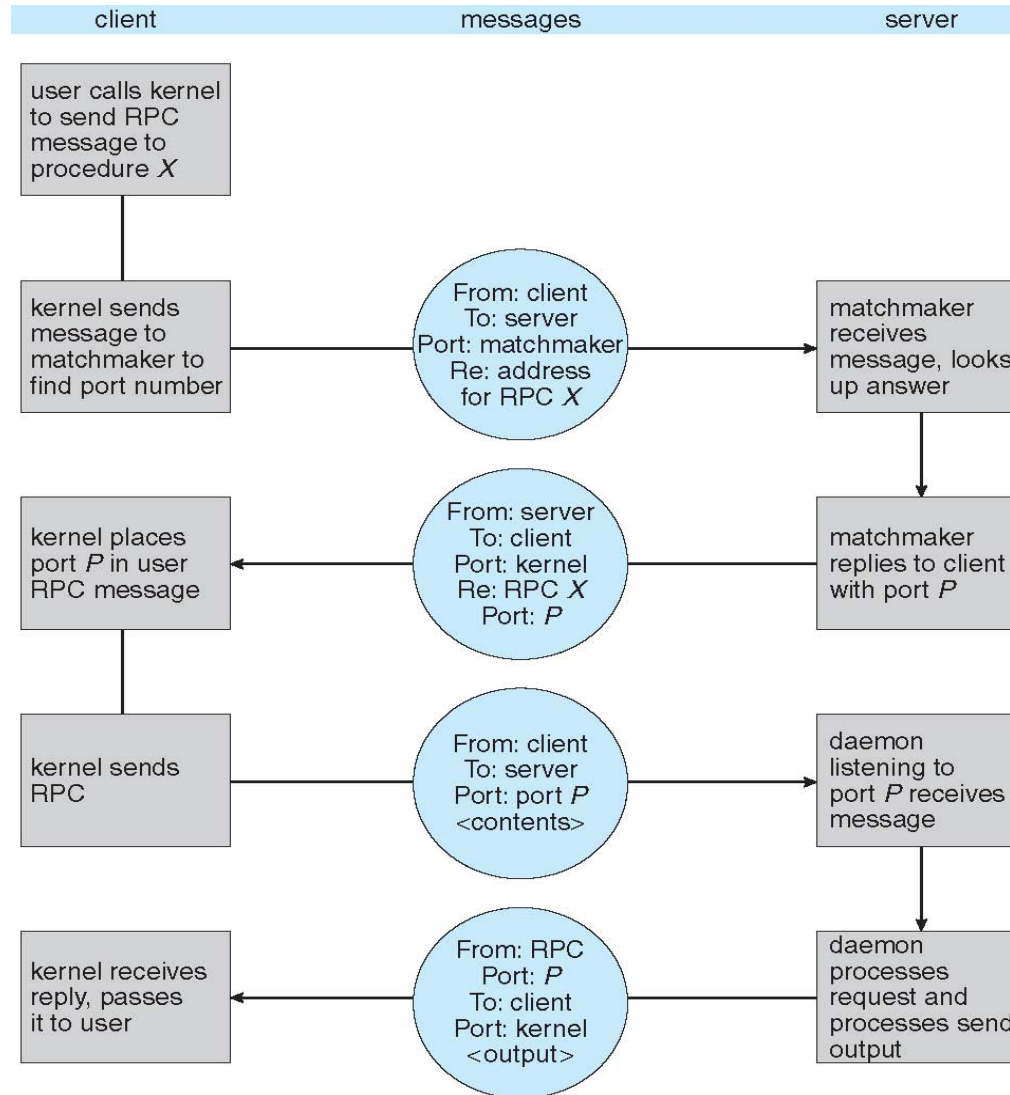 client
messages
server
user calls kernel
to send RPC
message to
procedure X
kernel sends
message to
matchmaker to
find port number
From: client
To: server
Port: matchmaker
Re: address
for RPC X
matchmaker
receives
message, looks
up answer
kernel places
port P in user
RPC message
From: server
To: client
Port: kernel
Re: RPC X
Port: P
matchmaker
replies to client
with port P
kernel sends
RPC
From: client
To: server
Port: port P
<contents>
daemon
listening to
port P receives
message
kernel receives
reply, passes
it to user
From: RPC
Port: P
To: client
Port: kernel
<output>
daemon
processes
request and
processes send
output